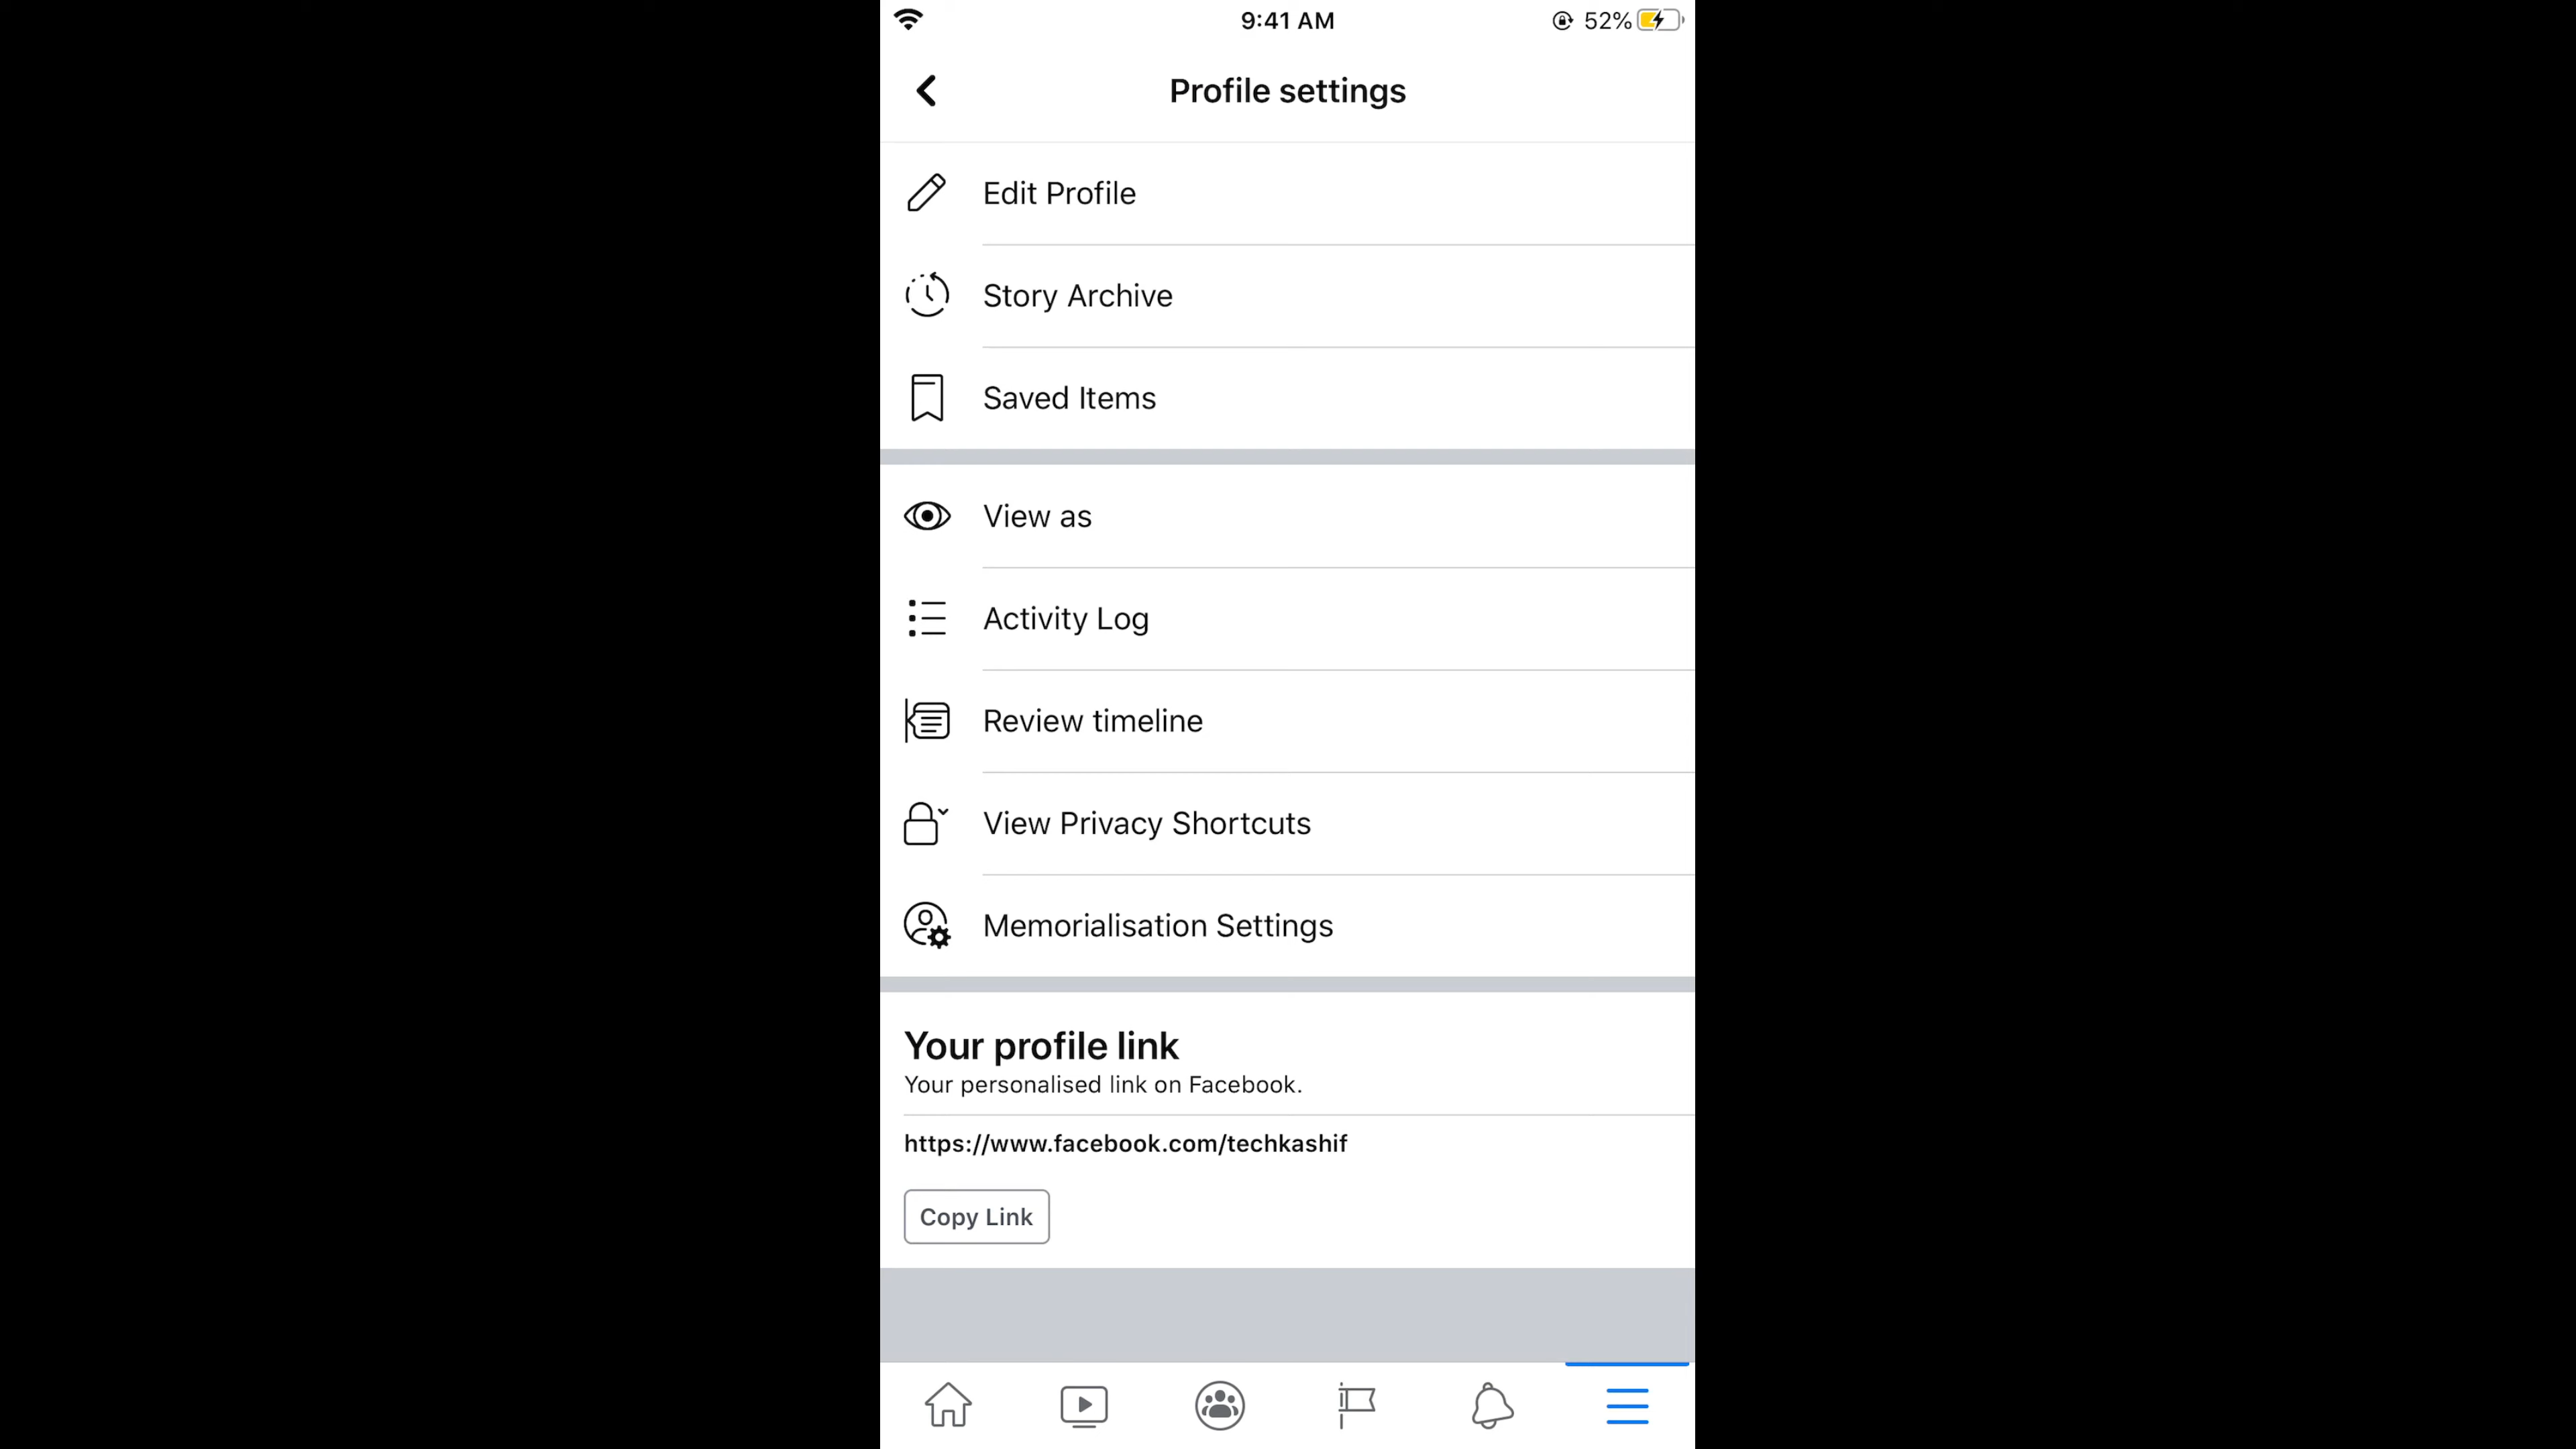 9:41 AM
52%
Profile settings
Edit Profile
Story Archive
Saved Items
View as
Activity Log
Review timeline
View Privacy Shortcuts
Memorialisation Settings
Your profile link
Your personalised link on Facebook.
https://www.facebook.com/techkashif
Copy Link